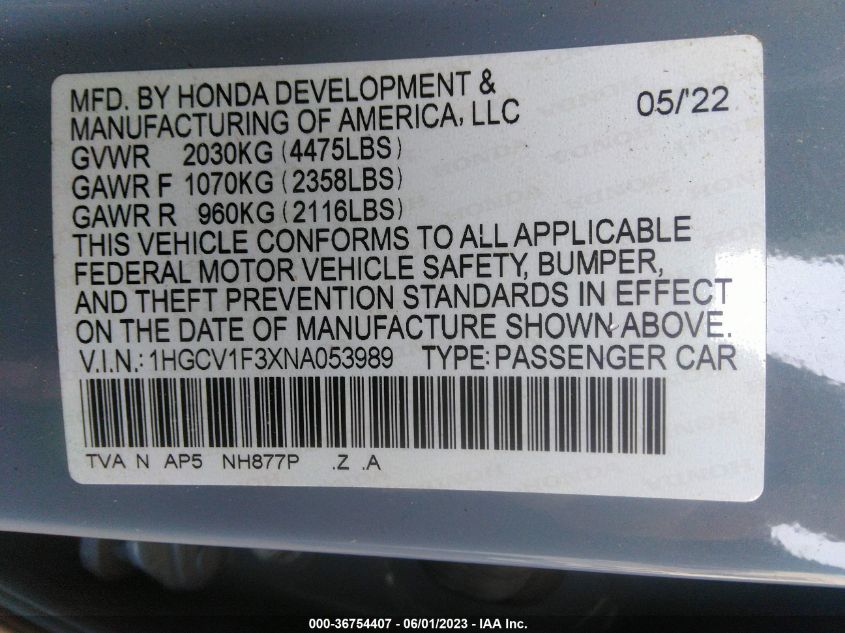 MFD. BY HONDA DEVELOPMENT &
MANUFACTURING OF AMERICA, LLC 05/'22
GVWR 2030KG (4475LBS)
GAWR F 1070KG (2358LBS)
GAWR R 960KG (2116LBS)
THIS VEHICLE CONFORMS TO ALL APPLICABLE
FEDERAL MOTOR VEHICLE SAFETY, BUMPER,
AND THEFT PREVENTION STANDARDS IN EFFECT
ON THE DATE OF MANUFACTURE SHOWN ABOVE.
V.I.N.: 1HGCV1F3XNA053989 TYPE: PASSENGER CAR
TVA N AP5 NH877P .Z .A
000-36754407 - 06/01/2023 - IAA Inc.